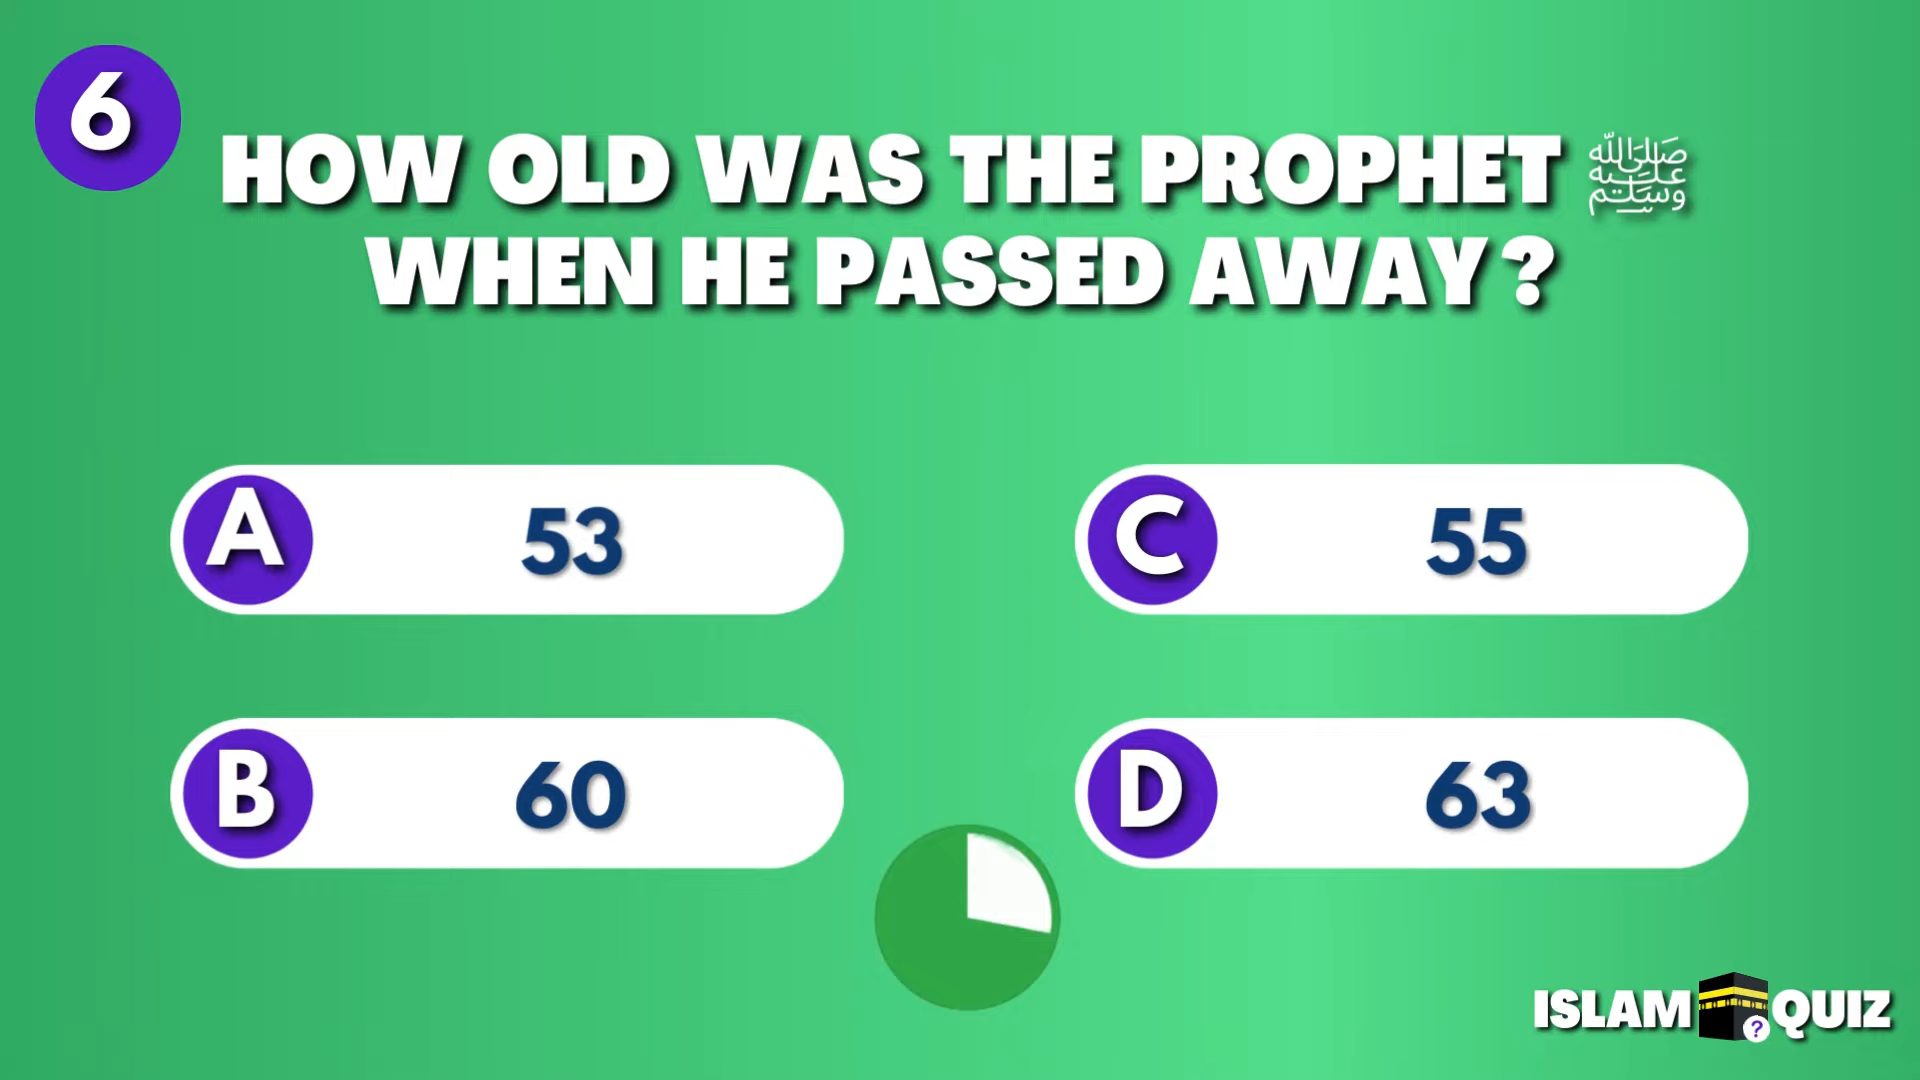 6
HOW OLD WAS THE PROPHET ﷺ
WHEN HE PASSED AWAY?
A 53
C 55
B 60
D 63
ISLAM ? QUIZ